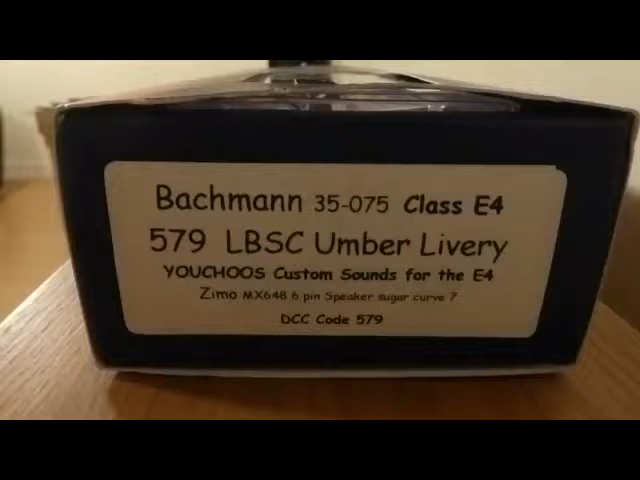 Bachmann 35-075 Class E4
579 LBSC Umber Livery
YOUCHOOS Custom Sounds for the E4
Zimo MX648 6 pin Speaker sugar curve 7
DCC Code 579